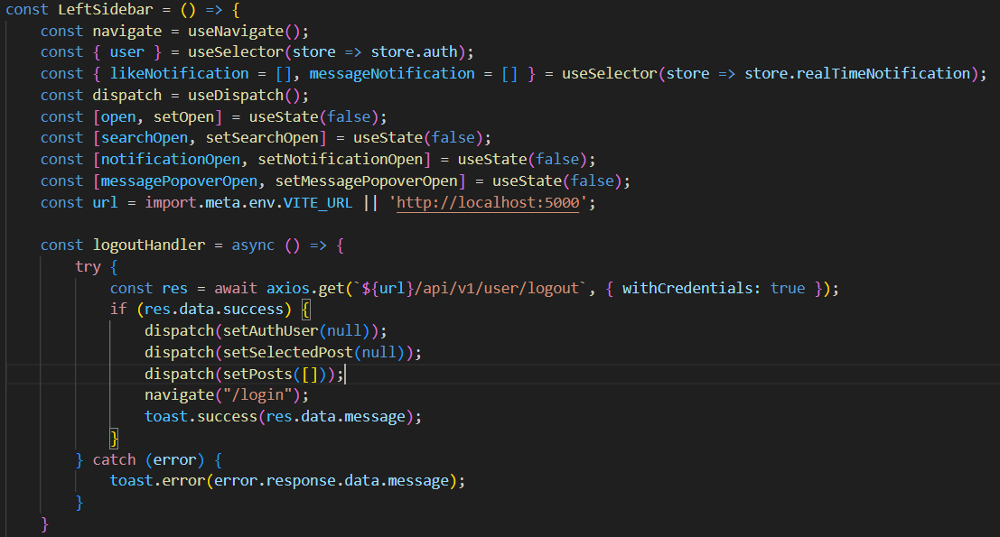 const LeftSidebar = () => {
    const navigate = useNavigate();
    const { user } = useSelector(store => store.auth);
    const { likeNotification = [], messageNotification = [] } = useSelector(store => store.realTimeNotification);
    const dispatch = useDispatch();
    const [open, setOpen] = useState(false);
    const [searchOpen, setSearchOpen] = useState(false);
    const [notificationOpen, setNotificationOpen] = useState(false);
    const [messagePopoverOpen, setMessagePopoverOpen] = useState(false);
    const url = import.meta.env.VITE_URL || 'http://localhost:5000';

    const logoutHandler = async () => {
        try {
            const res = await axios.get(`${url}/api/v1/user/logout`, { withCredentials: true });
            if (res.data.success) {
                dispatch(setAuthUser(null));
                dispatch(setSelectedPost(null));
                dispatch(setPosts([]));
                navigate("/login");
                toast.success(res.data.message);
            }
        } catch (error) {
            toast.error(error.response.data.message);
        }
    }